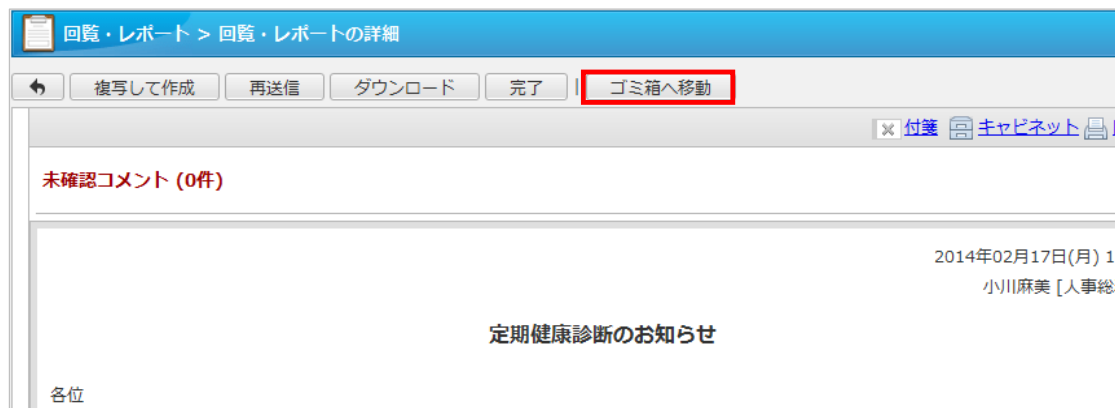 回覧・レポート > 回覧・レポートの詳細
複写して作成 再送信 ダウンロード 完了 | ゴミ箱へ移動
付箋 キャビネット
未確認コメント (0件)
2014年02月17日(月) 1
小川麻美 [人事総
定期健康診断のお知らせ
各位